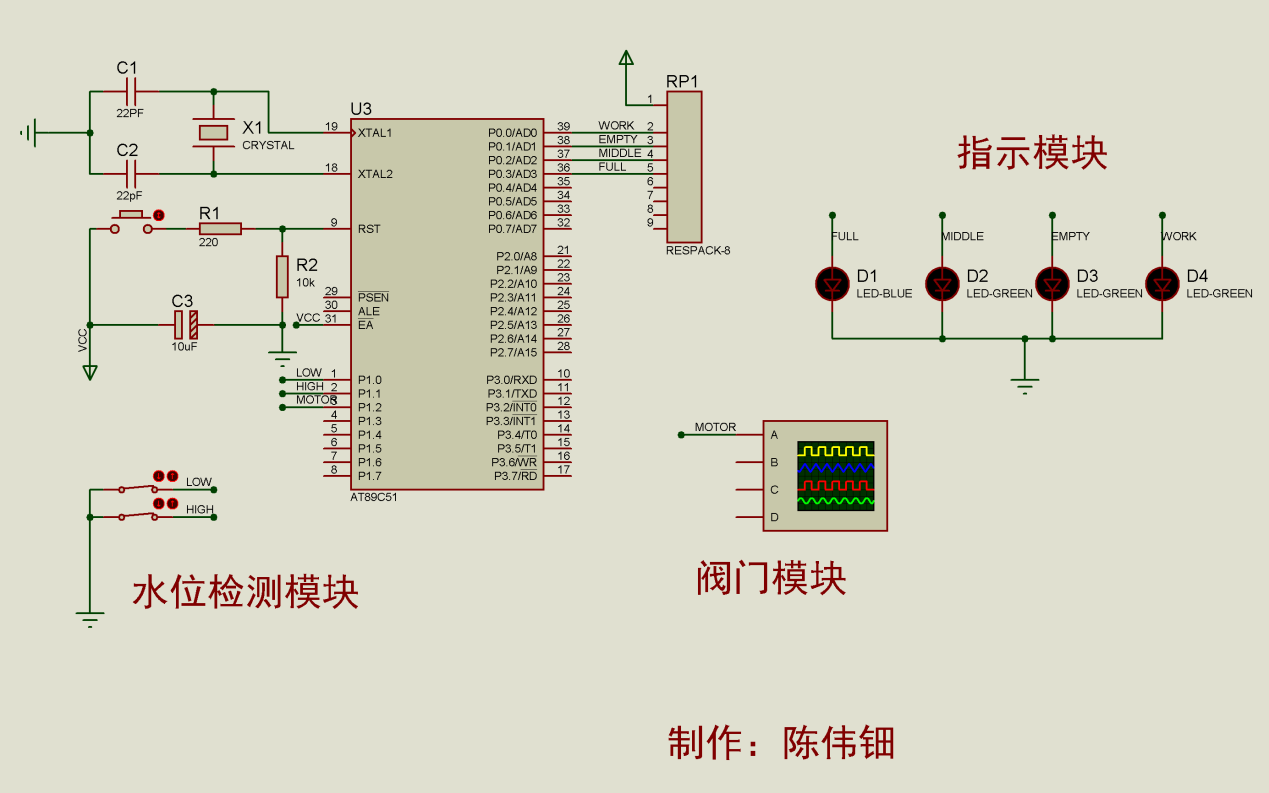 C1
22PF
X1
CRYSTAL
C2
22pF
R1
220
R2
10k
C3
10uF
VCC
VCC
U3
19 XTAL1
18 XTAL2
9 RST
29 PSEN
30 ALE
31 EA
LOW 1 P1.0
HIGH 2 P1.1
MOTOR 3 P1.2
4 P1.3
5 P1.4
6 P1.5
7 P1.6
8 P1.7
P0.0/AD0 39 WORK 2
P0.1/AD1 38 EMPTY 3
P0.2/AD2 37 MIDDLE 4
P0.3/AD3 36 FULL 5
P0.4/AD4 35 6
P0.5/AD5 34 7
P0.6/AD6 33 8
P0.7/AD7 32 9
P2.0/A8 21
P2.1/A9 22
P2.2/A10 23
P2.3/A11 24
P2.4/A12 25
P2.5/A13 26
P2.6/A14 27
P2.7/A15 28
P3.0/RXD 10
P3.1/TXD 11
P3.2/INT0 12
P3.3/INT1 13
P3.4/T0 14
P3.5/T1 15
P3.6/WR 16
P3.7/RD 17
AT89C51
RP1
1
RESPACK-8
指示模块
FULL
MIDDLE
EMPTY
WORK
D1
LED-BLUE
D2
LED-GREEN
D3
LED-GREEN
D4
LED-GREEN
LOW
HIGH
水位检测模块
MOTOR
A
B
C
D
阀门模块
制作：陈伟钿